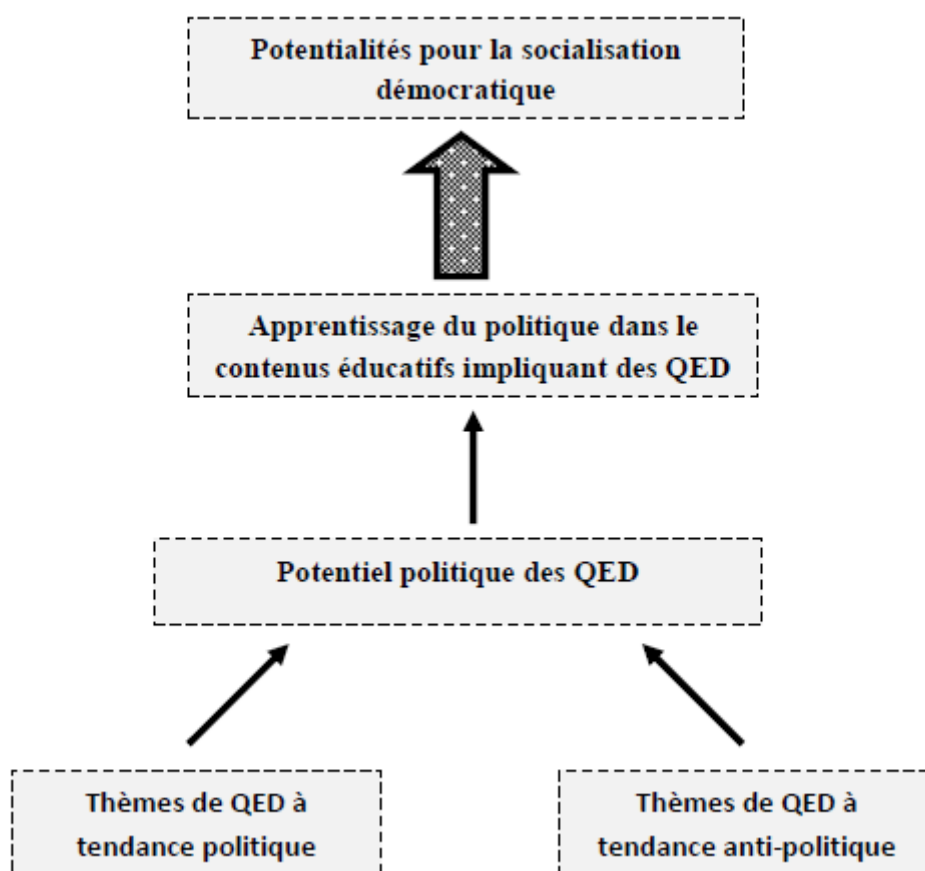 Potentialités pour la socialisation
démocratique
Apprentissage du politique dans le
contenus éducatifs impliquant des QED
Potentiel politique des QED
Thèmes de QED à
tendance politique
Thèmes de QED à
tendance anti-politique